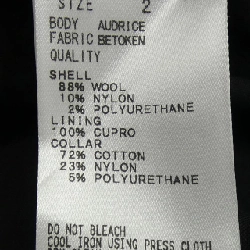 SIZE 2
BODY AUDRICE
FABRIC BETOKEN
QUALITY
SHELL
88% WOOL
10% NYLON
2% POLYURETHANE
LINING
100% CUPRO
COLLAR
72% COTTON
23% NYLON
5% POLYURETHANE
DO NOT BLEACH
COOL IRON USING PRESS CLOTH